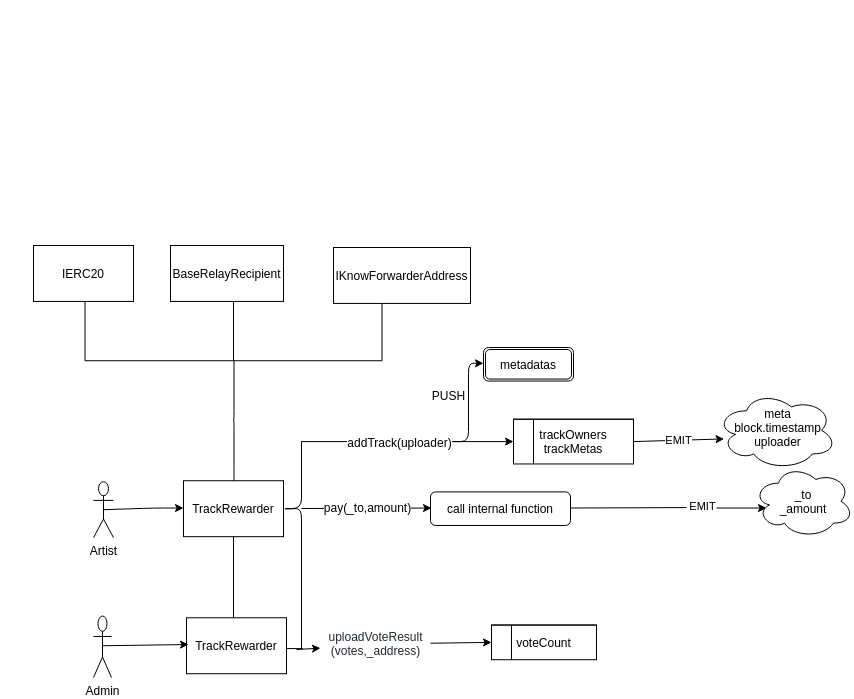 IERC20
BaseRelayRecipient
IKnowForwarderAddress
metadatas
PUSH
addTrack(uploader)
trackOwners
trackMetas
EMIT
meta
block.timestamp
uploader
Artist
TrackRewarder
pay(_to,amount)
call internal function
EMIT
_to
_amount
Admin
TrackRewarder
uploadVoteResult
(votes,_address)
voteCount